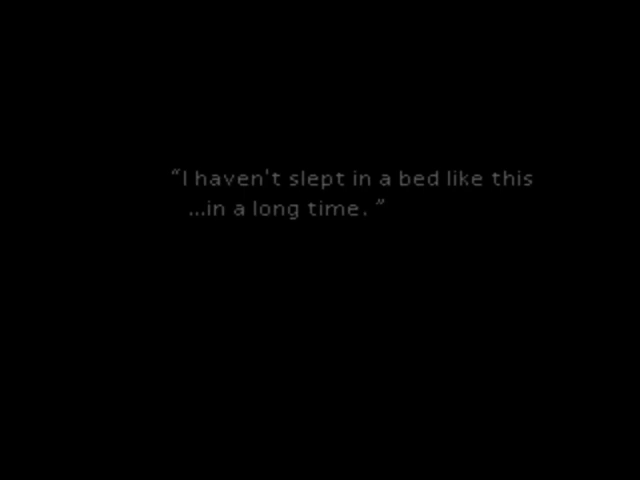 “I haven't slept in a bed like this
...in a long time. ”